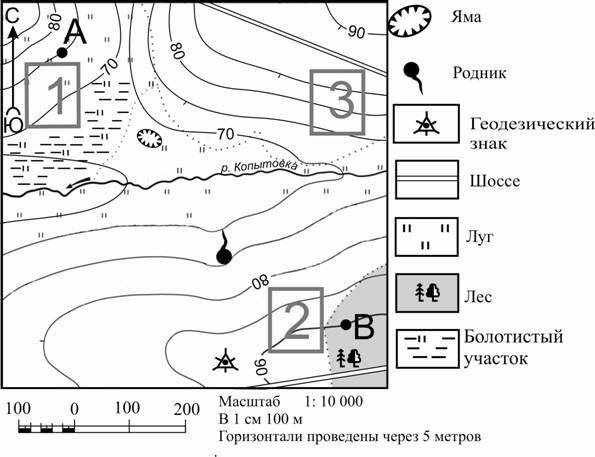 С
Ю
80
А
70
1
80
90
3
70
р. Копытовка
80
2
В
90
Яма
Родник
Геодезический
знак
Шоссе
Луг
Лес
Болотистый
участок
100 0 100 200
Масштаб 1: 10 000
В 1 см 100 м
Горизонтали проведены через 5 метров